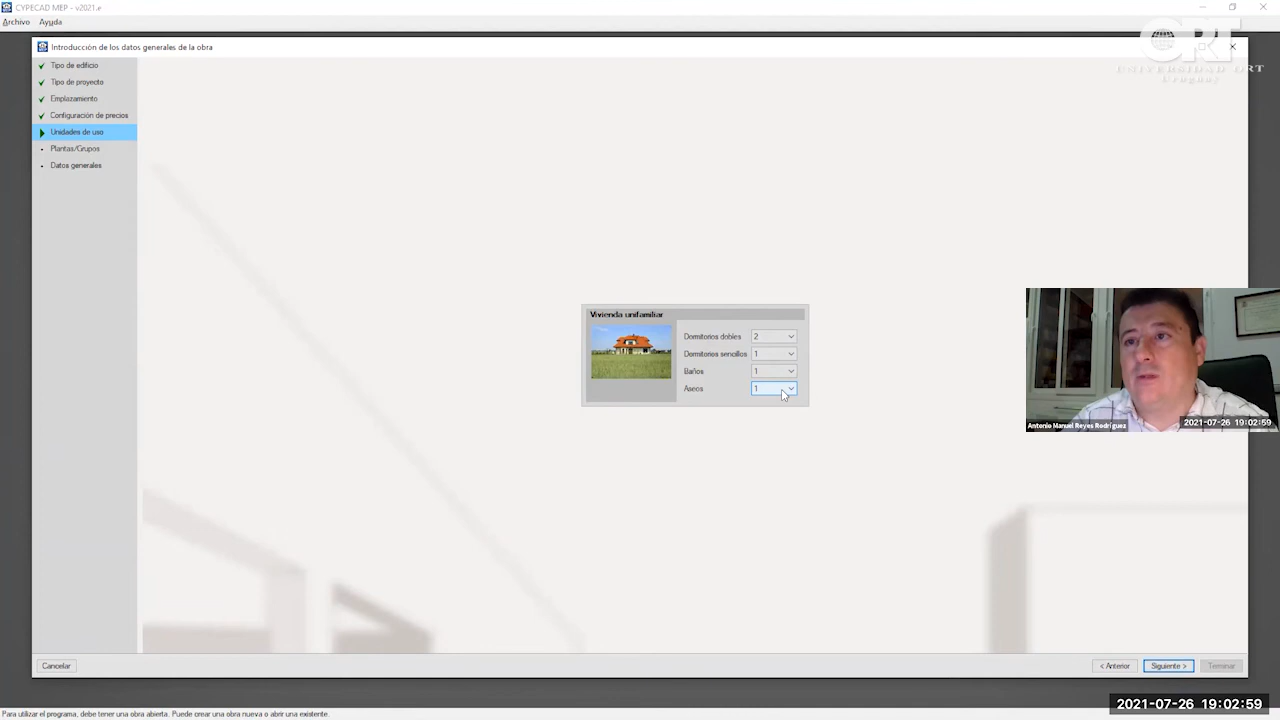 CYPECAD MEP - v2021.e
Archivo Ayuda
Introducción de los datos generales de la obra
Tipo de edificio
Tipo de proyecto
Emplazamiento
Configuración de precios
Unidades de uso
Plantas/Grupos
Datos generales
ORT
UNIVERSIDAD ORT
Uruguay
Vivienda unifamiliar
Dormitorios dobles 2
Dormitorios sencillos 1
Baños 1
Aseos 1
Antonio Manuel Reyes Rodríguez
2021-07-26 19:02:59
Cancelar
< Anterior
Siguiente >
Terminar
Para utilizar el programa, debe tener una obra abierta. Puede crear una obra nueva o abrir una existente.
2021-07-26 19:02:59